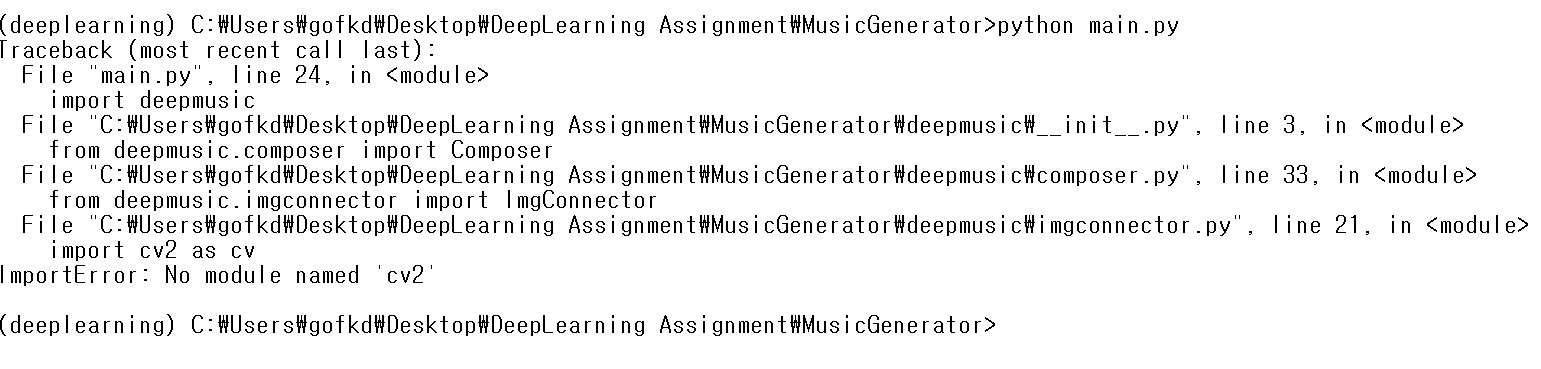 (deeplearning) C:₩Users₩gofkd₩Desktop₩DeepLearning Assignment₩MusicGenerator>python main.py
Traceback (most recent call last):
  File "main.py", line 24, in <module>
    import deepmusic
  File "C:₩Users₩gofkd₩Desktop₩DeepLearning Assignment₩MusicGenerator₩deepmusic₩__init__.py", line 3, in <module>
    from deepmusic.composer import Composer
  File "C:₩Users₩gofkd₩Desktop₩DeepLearning Assignment₩MusicGenerator₩deepmusic₩composer.py", line 33, in <module>
    from deepmusic.imgconnector import ImgConnector
  File "C:₩Users₩gofkd₩Desktop₩DeepLearning Assignment₩MusicGenerator₩deepmusic₩imgconnector.py", line 21, in <module>
    import cv2 as cv
ImportError: No module named 'cv2'
(deeplearning) C:₩Users₩gofkd₩Desktop₩DeepLearning Assignment₩MusicGenerator>